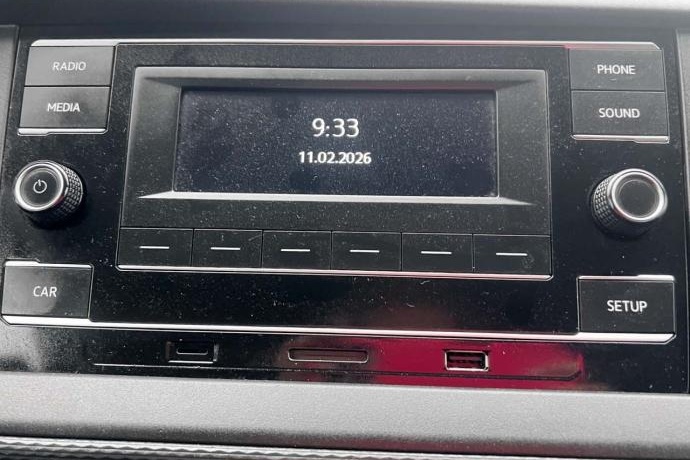 RADIO
PHONE
MEDIA
SOUND
9:33
11.02.2026
CAR
SETUP